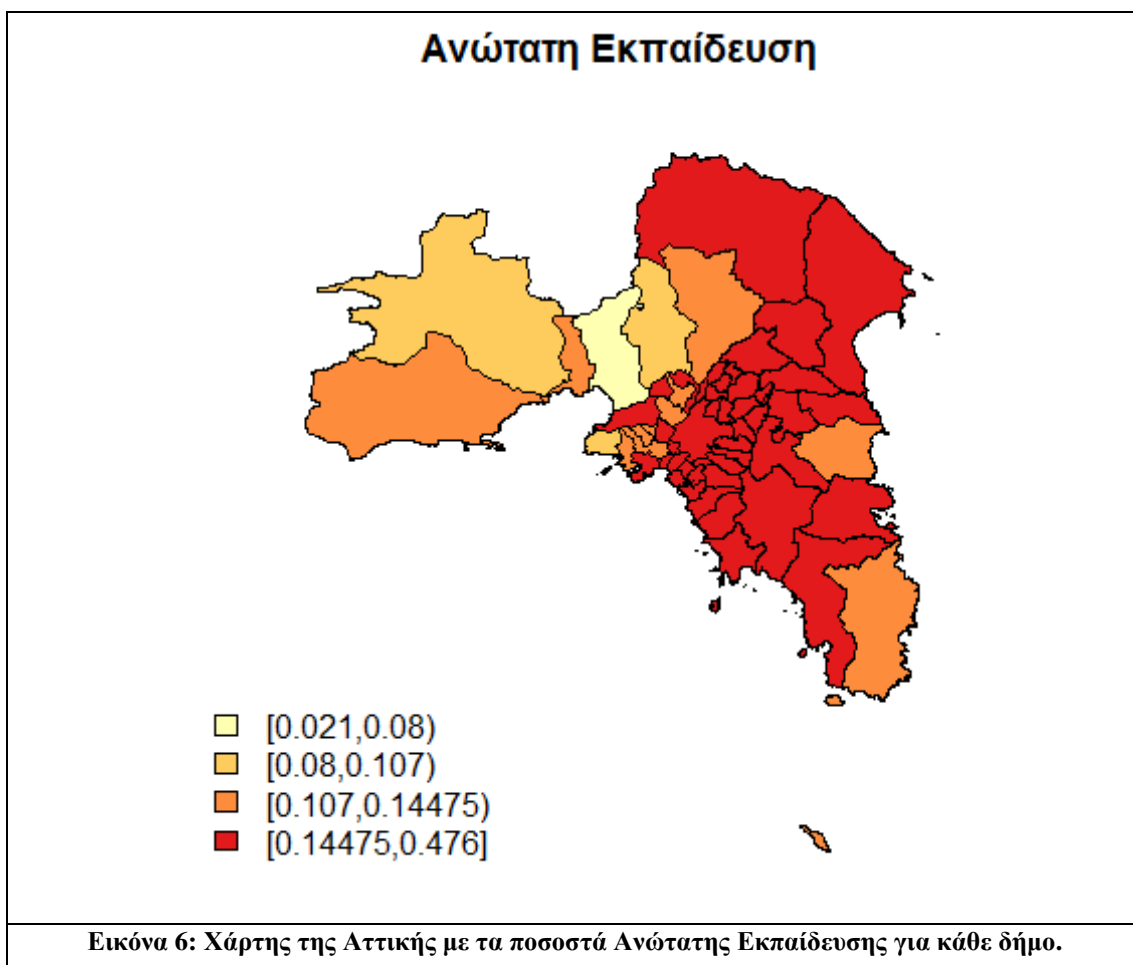 Ανώτατη Εκπαίδευση
[0.021,0.08)
[0.08,0.107)
[0.107,0.14475)
[0.14475,0.476]
Εικόνα 6: Χάρτης της Αττικής με τα ποσοστά Ανώτατης Εκπαίδευσης για κάθε δήμο.